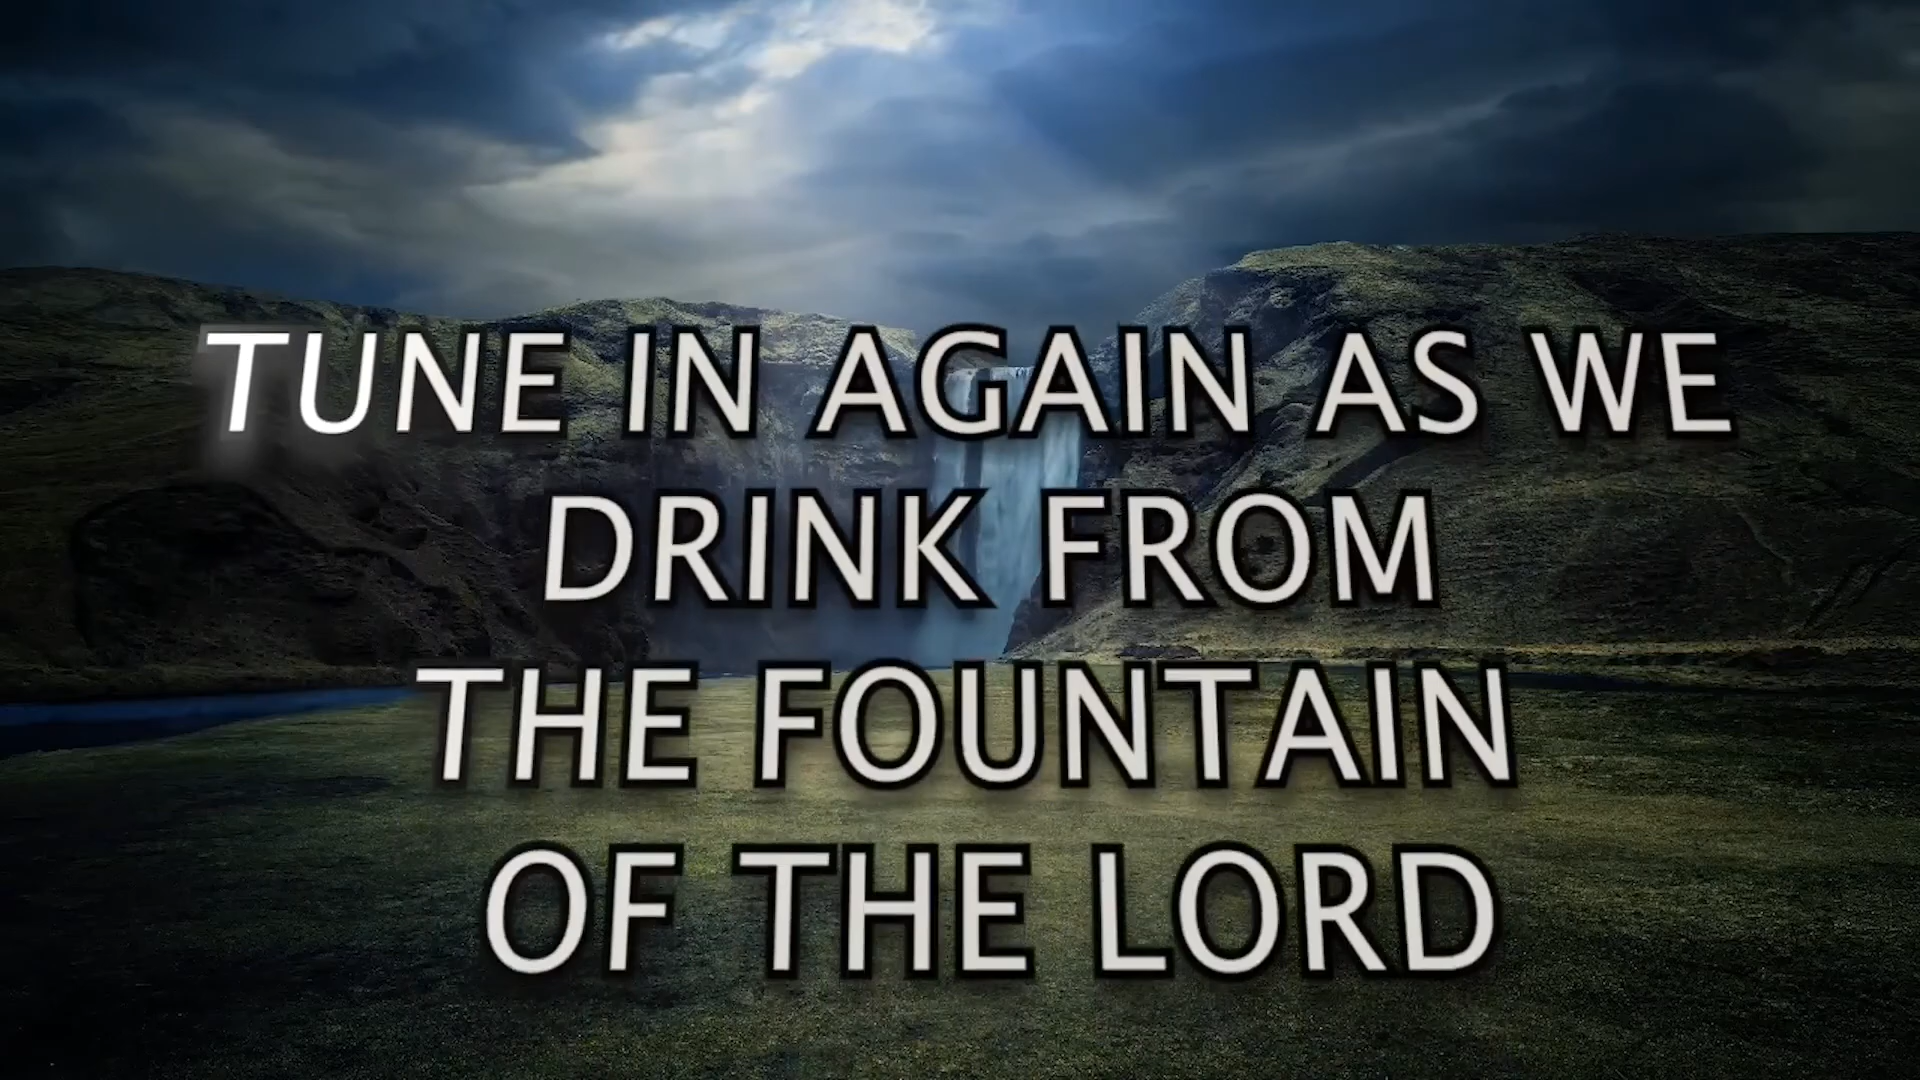 TUNE IN AGAIN AS WE
DRINK FROM
THE FOUNTAIN
OF THE LORD